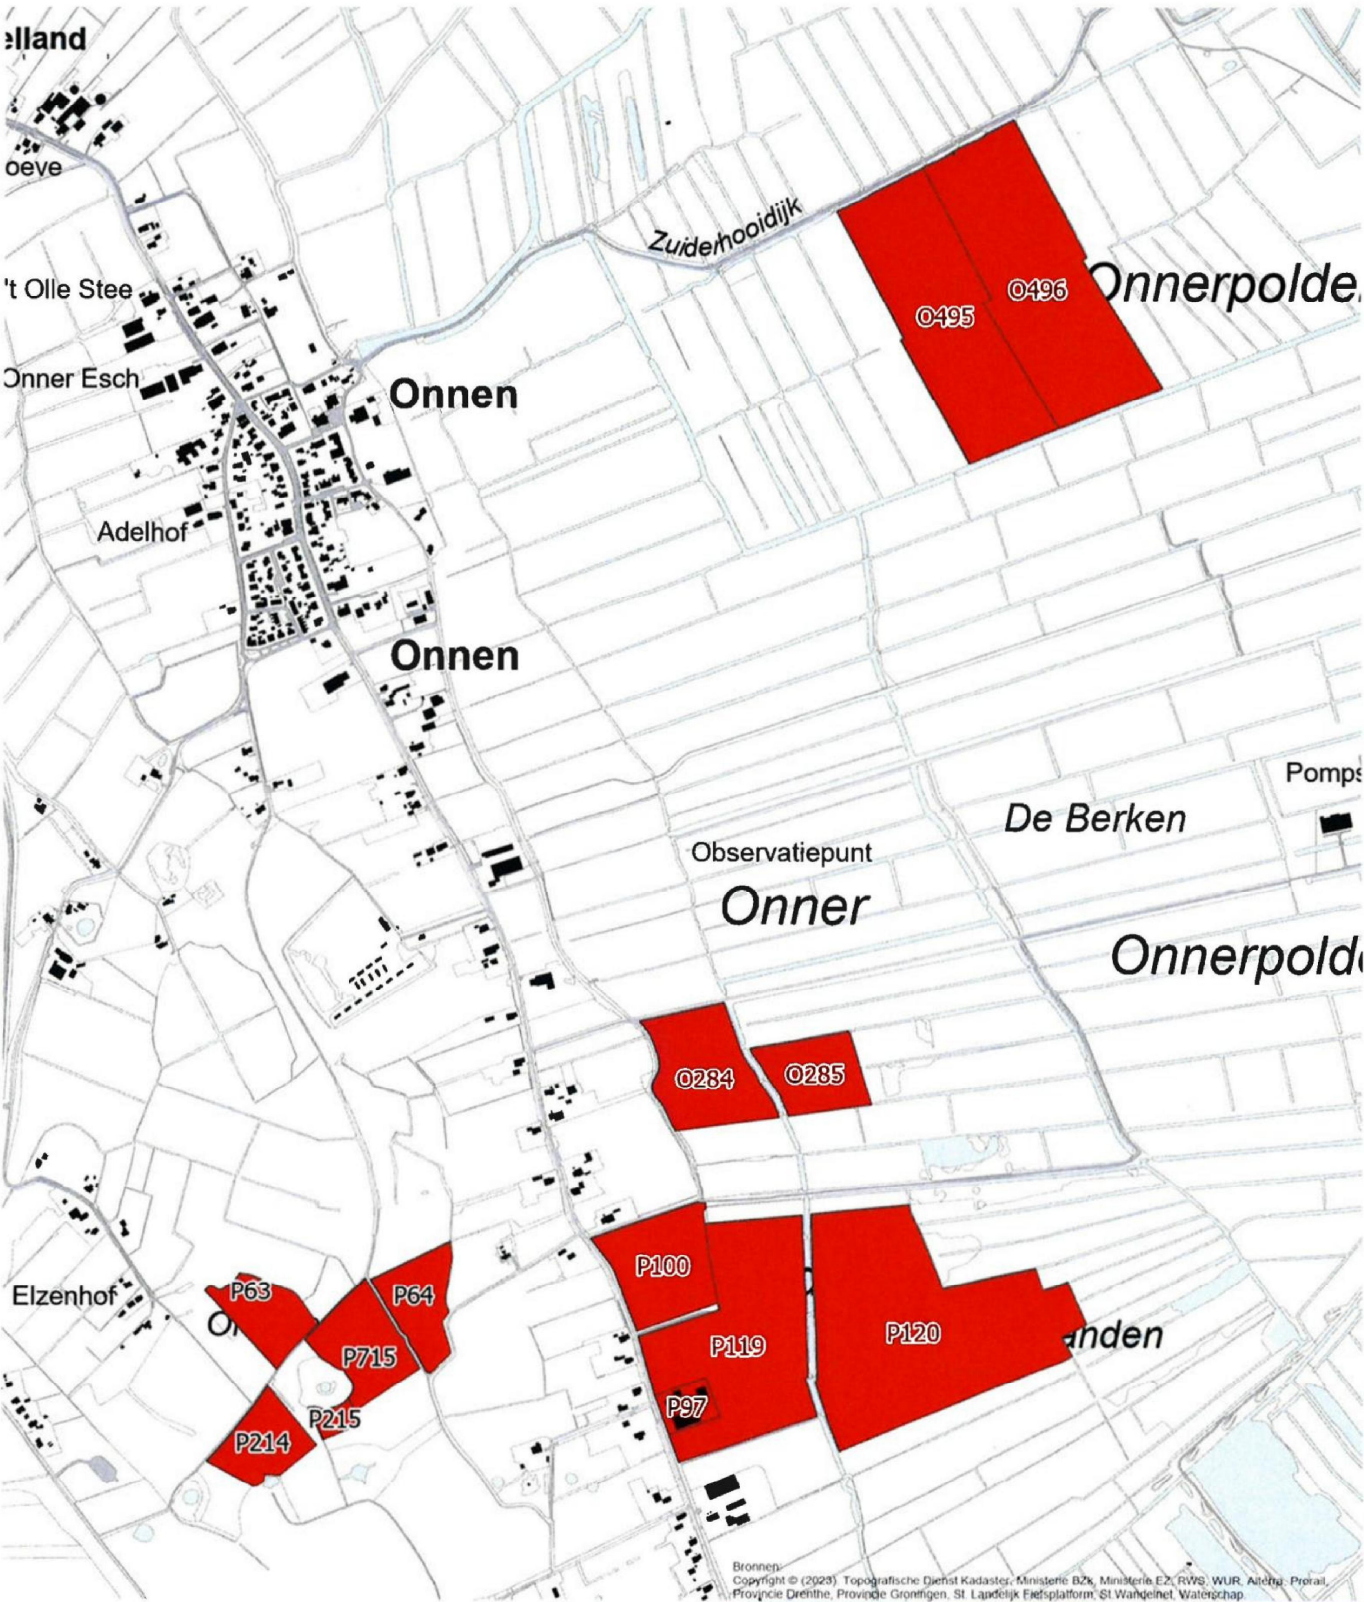 elland
oeve
Zuiderhooidijk
't Olle Stee
Onnerpolde
O496
O495
Onner Esch
Onnen
Adelhof
Onnen
Pomps
De Berken
Observatiepunt
Onner
Onnerpold
O284
O285
P100
P63
P64
Elzenhof
P120
anden
P119
P715
P97
P215
P214
Bronnen:
Copyright © (2023) Topografische Dienst Kadaster, Ministerie BZk, Ministerie EZ, RWS, WUR, Alterra, Prorail,
Provincie Drenthe, Provincie Groningen, St. Landelijk Fietsplatform, St.Wandelnet, Waterschap